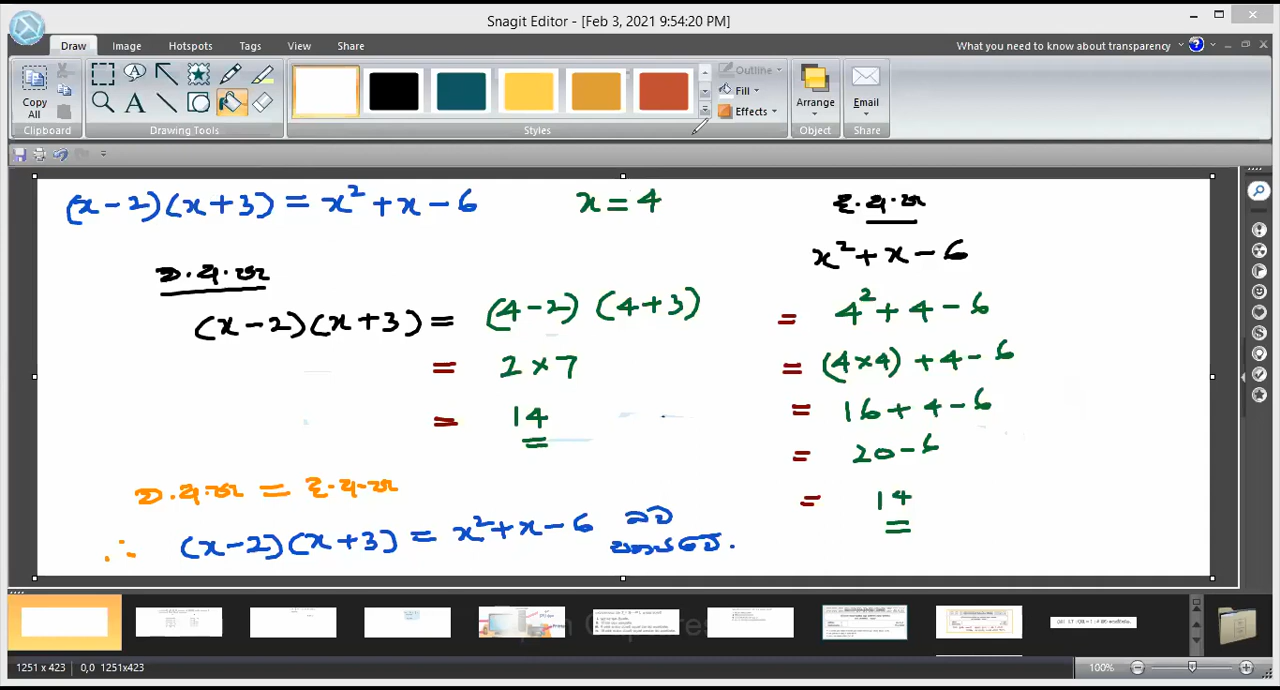 Snagit Editor - [Feb 3, 2021 9:54:20 PM]
Draw Image Hotspots Tags View Share
What you need to know about transparency
Copy All
Clipboard
Drawing Tools
Styles
Outline
Fill
Effects
Arrange
Object
Email
Share
(x-2)(x+3) = x² + x - 6
x = 4
(x-2)(x+3) = (4-2) (4+3)
= 2 × 7
= 14
x² + x - 6
= 4² + 4 - 6
= (4×4) + 4 - 6
= 16 + 4 - 6
= 20 - 6
= 14
∴ (x-2)(x+3) = x² + x - 6
1251 x 423
0,0 1251x423
100%